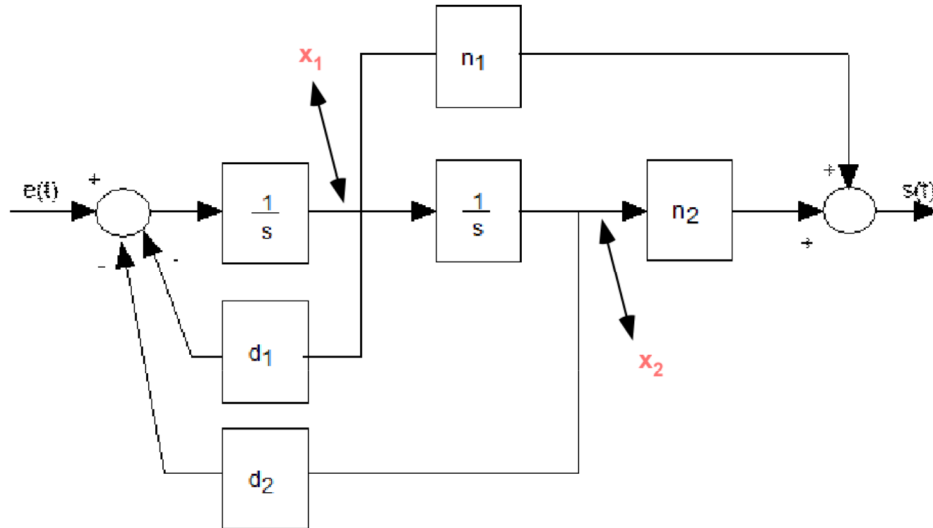 x₁
n₁
e(t)
+
1
s
1
s
n₂
+
+
s(t)
-
-
d₁
x₂
d₂